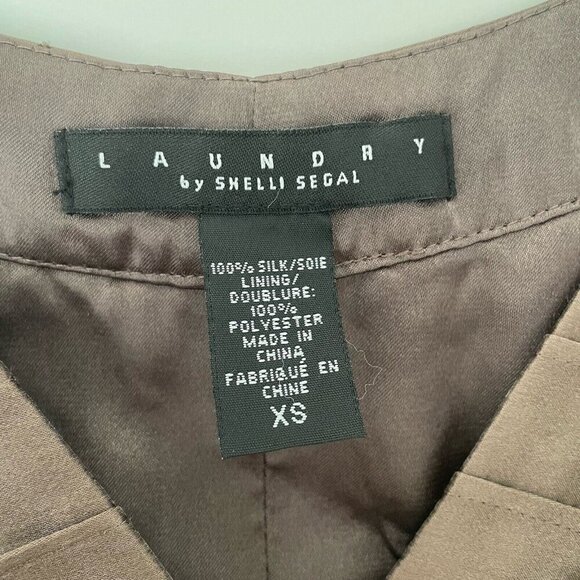 LAUNDRY
by SHELLI SEGAL
100% SILK/SOIE
LINING/
DOUBLURE:
100%
POLYESTER
MADE IN
CHINA
FABRIQUÉ EN
CHINE
XS